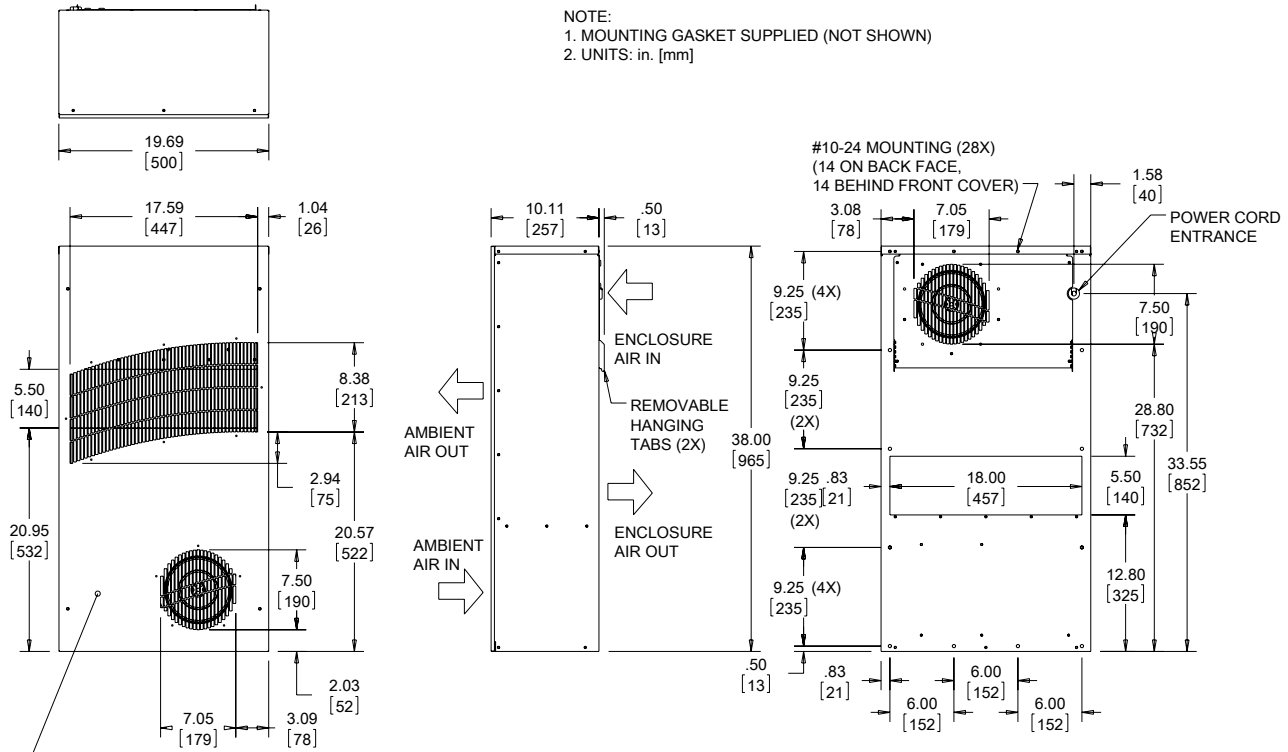 NOTE:
1. MOUNTING GASKET SUPPLIED (NOT SHOWN)
2. UNITS: in. [mm]
19.69
[500]
17.59
[447]
1.04
[26]
5.50
[140]
8.38
[213]
2.94
[75]
20.95
[532]
20.57
[522]
7.50
[190]
2.03
[52]
7.05
[179]
3.09
[78]
10.11
[257]
.50
[13]
ENCLOSURE
AIR IN
AMBIENT
AIR OUT
REMOVABLE
HANGING
TABS (2X)
38.00
[965]
ENCLOSURE
AIR OUT
AMBIENT
AIR IN
#10-24 MOUNTING (28X)
(14 ON BACK FACE,
14 BEHIND FRONT COVER)
1.58
[40]
3.08
[78]
7.05
[179]
POWER CORD
ENTRANCE
9.25 (4X)
[235]
7.50
[190]
9.25
[235]
(2X)
28.80
[732]
33.55
[852]
9.25
[235]
(2X)
.83
[21]
18.00
[457]
5.50
[140]
12.80
[325]
9.25 (4X)
[235]
.50
[13]
.83
[21]
6.00
[152]
6.00
[152]
6.00
[152]